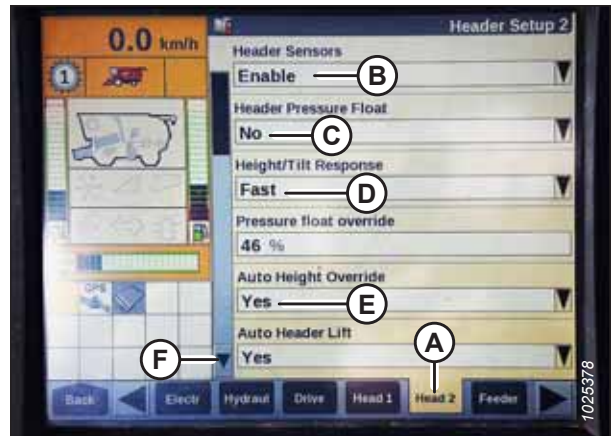 0.0 km/h
Header Setup 2
1
Header Sensors
Enable
B
Header Pressure Float
No
C
Height/Tilt Response
Fast
D
Pressure float override
46 %
Auto Height Override
Yes
E
GPS
Auto Header Lift
Yes
F
A
Back
Electr
Hydraul
Drive
Head 1
Head 2
Feeder
1025378